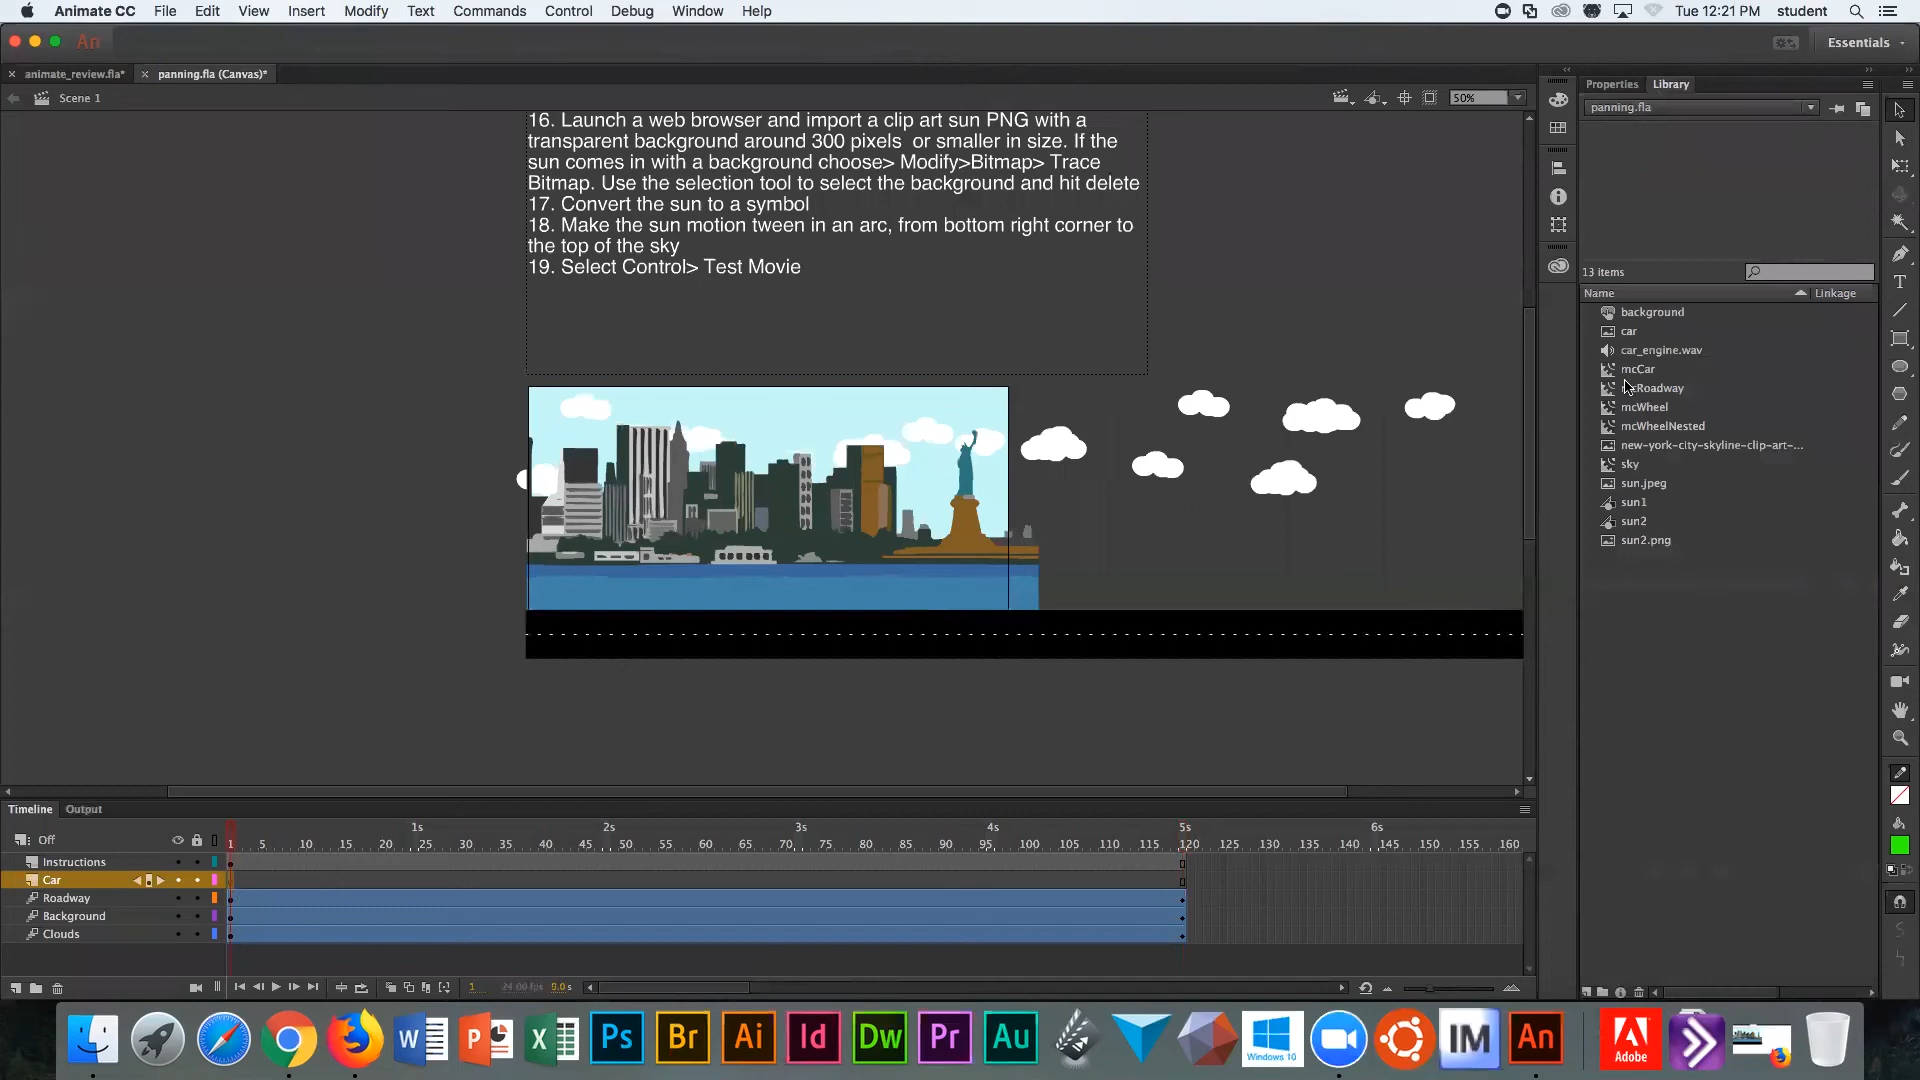 Animate CC File Edit View Insert Modify Text Commands Control Debug Window Help Tue 12:21 PM student
An Essentials
animate_review.fla* panning.fla (Canvas)*
Properties Library
Scene 1 50%
panning.fla
16. Launch a web browser and import a clip art sun PNG with a
transparent background around 300 pixels or smaller in size. If the
sun comes in with a background choose> Modify>Bitmap> Trace
Bitmap. Use the selection tool to select the background and hit delete
17. Convert the sun to a symbol
18. Make the sun motion tween in an arc, from bottom right corner to
the top of the sky
19. Select Control> Test Movie
13 items
Name Linkage
background
car
car_engine.wav
mcCar
mcRoadway
mcWheel
mcWheelNested
new-york-city-skyline-clip-art-...
sky
sun.jpeg
sun1
sun2
sun2.png
Timeline Output
1s 2s 3s 4s 5s 6s
Off 1 5 10 15 20 25 30 35 40 45 50 55 60 65 70 75 80 85 90 95 100 105 110 115 120 125 130 135 140 145 150 155 160
Instructions
Car
Roadway
Background
Clouds
1 24.00 fps 0.0 s
W P X Ps Br Ai Id Dw Pr Au Windows 10 IM An Adobe